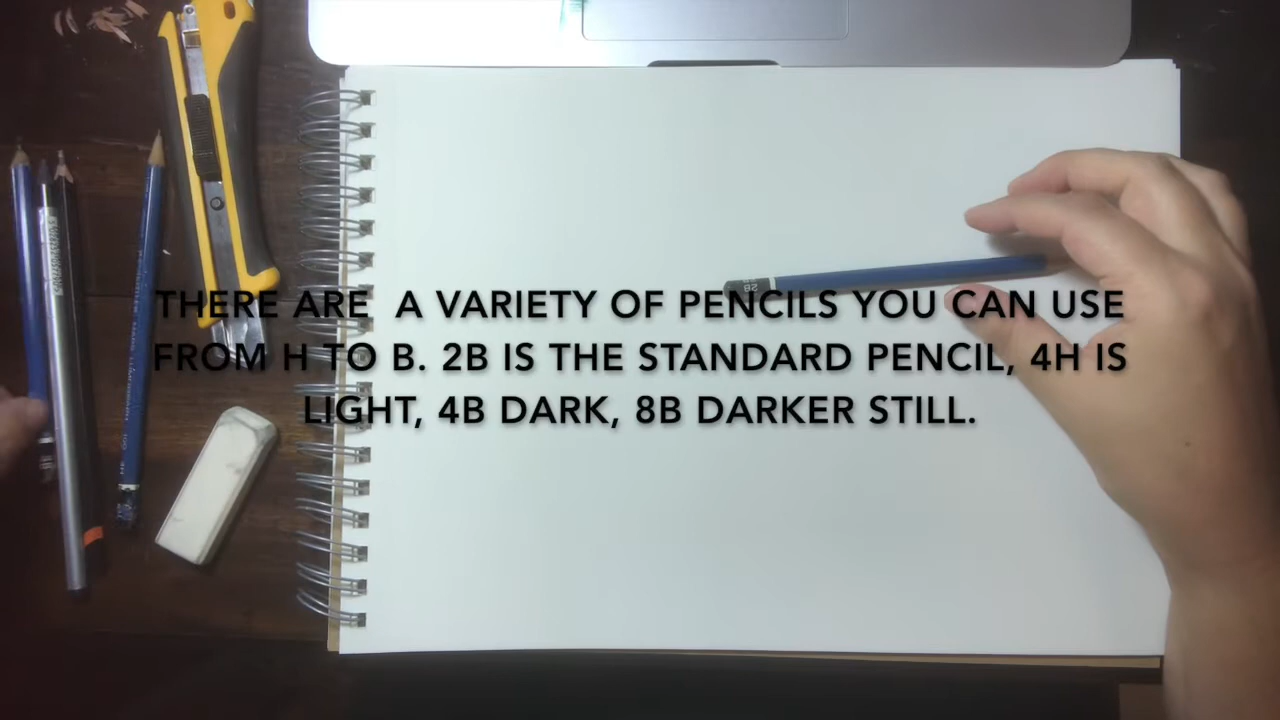 THERE ARE  A VARIETY OF PENCILS YOU CAN USE
FROM H TO B. 2B IS THE STANDARD PENCIL, 4H IS
LIGHT, 4B DARK, 8B DARKER STILL.
2B